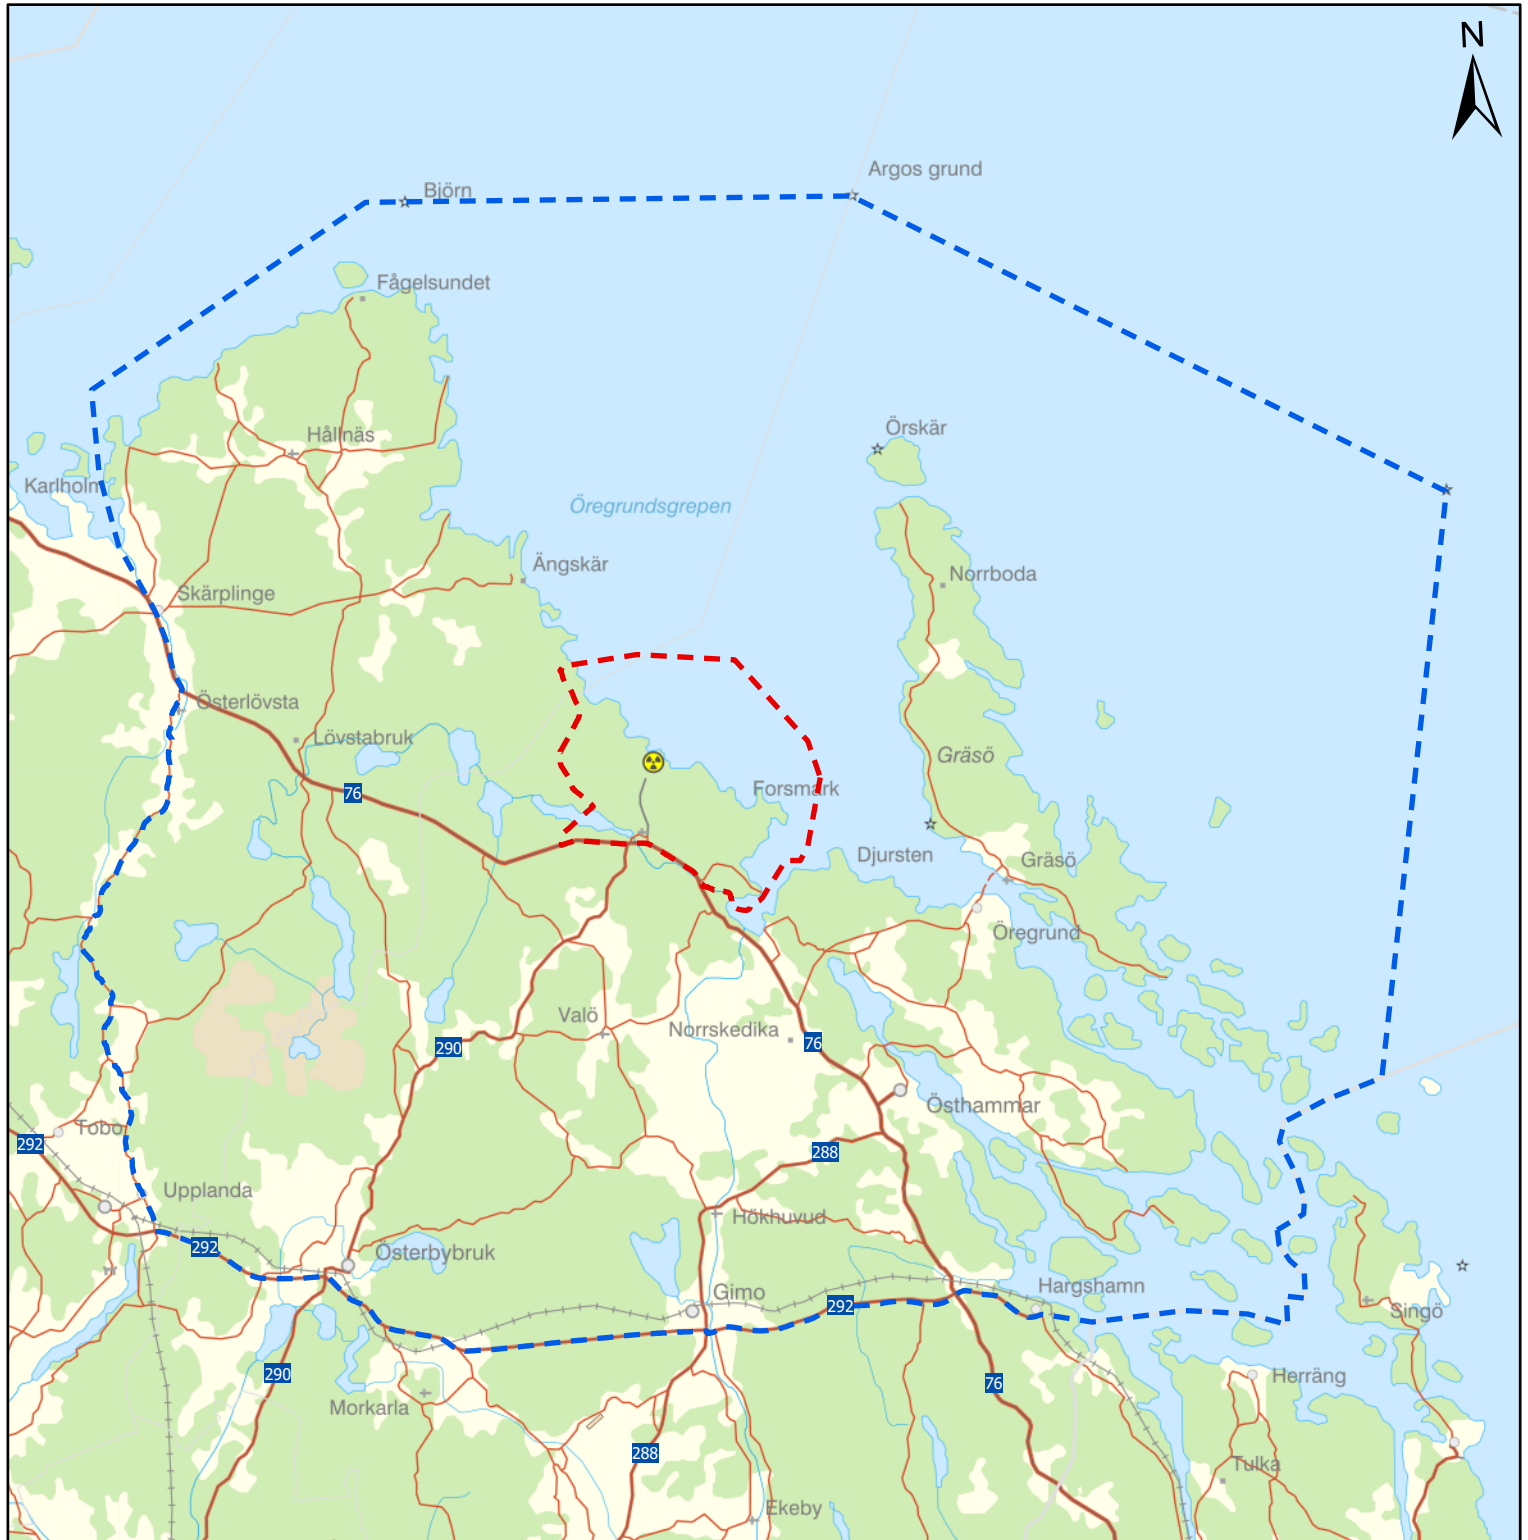 N
Argos grund
Björn
Fågelsundet
Örskär
Hållnäs
Karlholm
Öregrundsgrepen
Ängskär
Norrboda
Skärplinge
Österlövsta
Lövstabruk
Gräsö
76
Forsmark
Djursten
Gräsö
Öregrund
Valö
Norrskedika
290
76
Östhammar
Tobo
292
288
Upplanda
Hökhuvud
292
Österbybruk
Hargshamn
Gimo
292
Singö
290
Herräng
76
Morkarla
288
Tulka
Ekeby